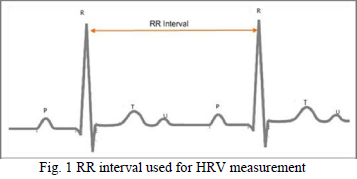 R R
RR Interval
P T U P T U
Fig. 1 RR interval used for HRV measurement